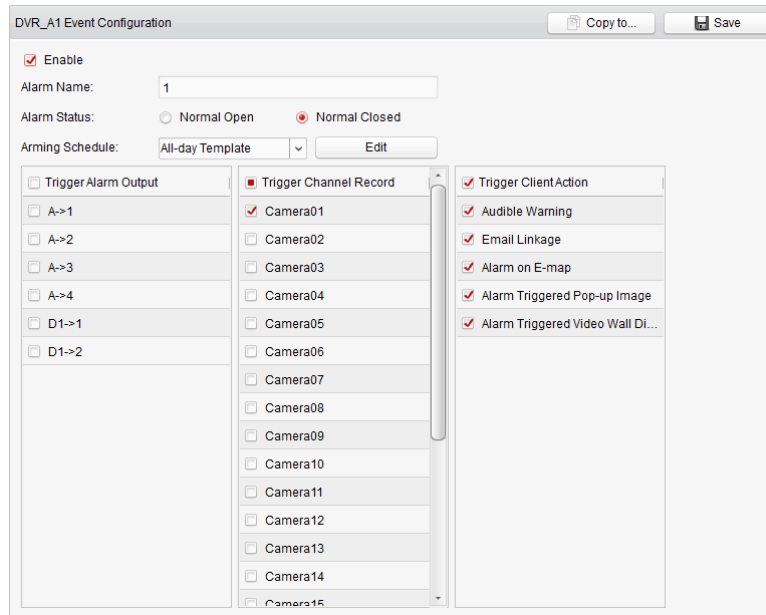 DVR_A1 Event Configuration
Copy to...
Save
Enable
Alarm Name:
1
Alarm Status:
Normal Open
Normal Closed
Arming Schedule:
All-day Template
Edit
Trigger Alarm Output
A->1
A->2
A->3
A->4
D1->1
D1->2
Trigger Channel Record
Camera01
Camera02
Camera03
Camera04
Camera05
Camera06
Camera07
Camera08
Camera09
Camera10
Camera11
Camera12
Camera13
Camera14
Camera15
Trigger Client Action
Audible Warning
Email Linkage
Alarm on E-map
Alarm Triggered Pop-up Image
Alarm Triggered Video Wall Di...